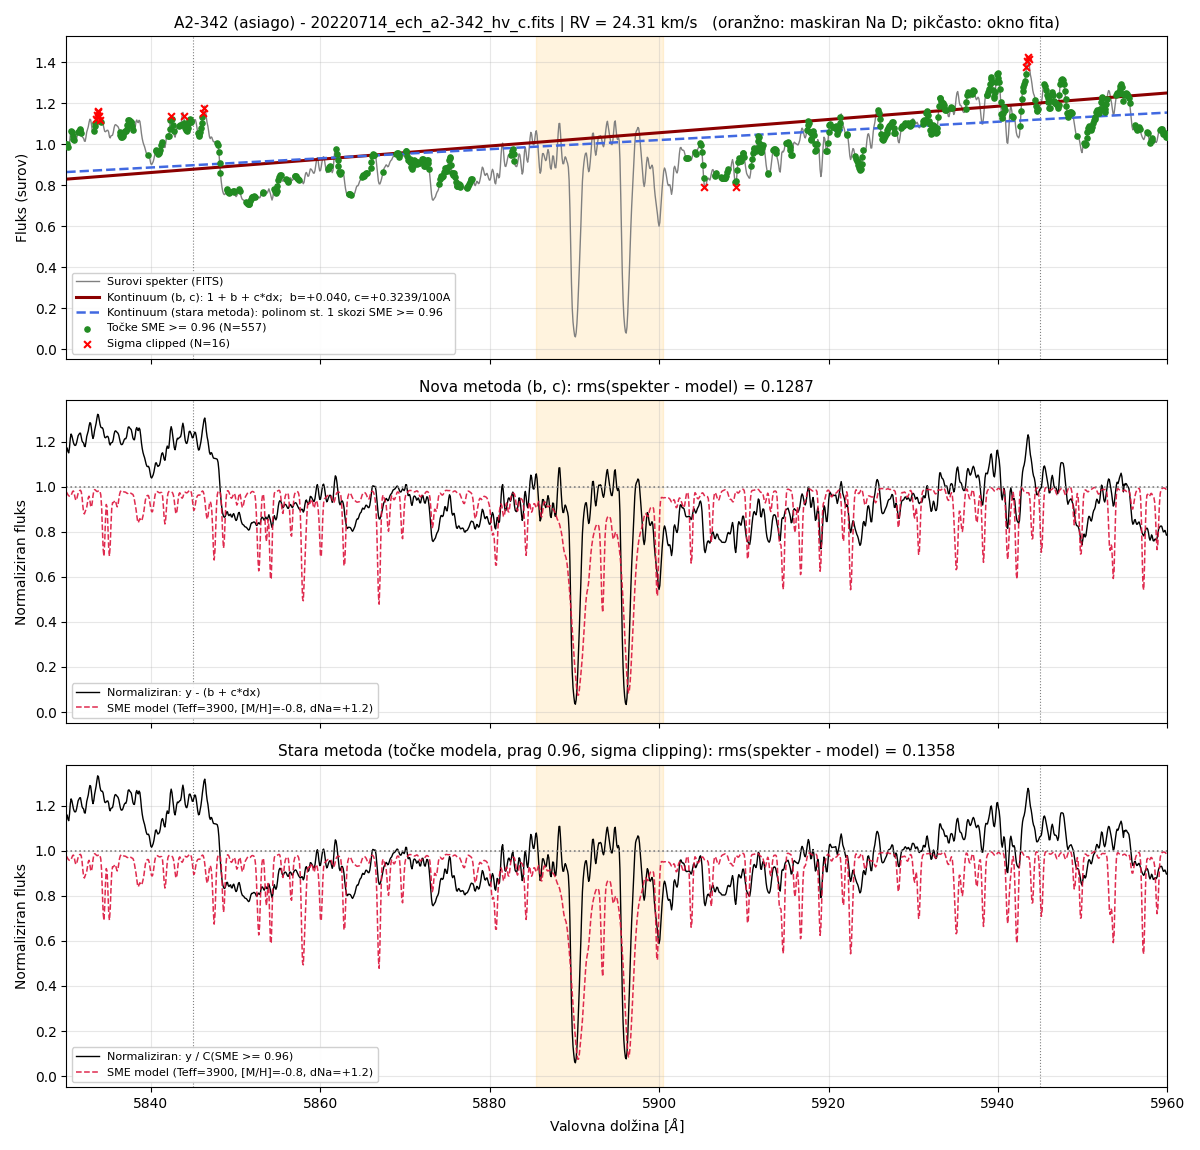 A2-342 (asiago) - 20220714_ech_a2-342_hv_c.fits | RV = 24.31 km/s   (oranžno: maskiran Na D; pikčasto: okno fita)
1.4
1.2
1.0
0.8
0.6
0.4
0.2
0.0
Fluks (surov)
Surovi spekter (FITS)
Kontinuum (b, c): 1 + b + c*dx;  b=+0.040, c=+0.3239/100A
Kontinuum (stara metoda): polinom st. 1 skozi SME >= 0.96
Točke SME >= 0.96 (N=557)
Sigma clipped (N=16)
Nova metoda (b, c): rms(spekter - model) = 0.1287
1.2
1.0
0.8
0.6
0.4
0.2
0.0
Normaliziran fluks
Normaliziran: y - (b + c*dx)
SME model (Teff=3900, [M/H]=-0.8, dNa=+1.2)
Stara metoda (točke modela, prag 0.96, sigma clipping): rms(spekter - model) = 0.1358
1.2
1.0
0.8
0.6
0.4
0.2
0.0
Normaliziran fluks
Normaliziran: y / C(SME >= 0.96)
SME model (Teff=3900, [M/H]=-0.8, dNa=+1.2)
5840 5860 5880 5900 5920 5940 5960
Valovna dolžina [Å]